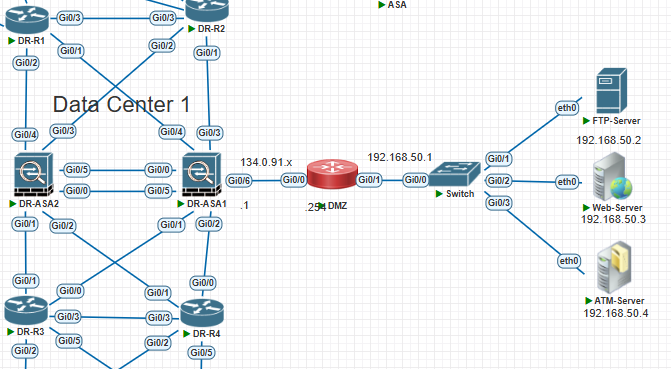 ASA
Gi0/3
Gi0/3
DR-R1
DR-R2
Gi0/1
Gi0/2
Gi0/2
Gi0/1
Data Center 1
Gi0/4
Gi0/3
Gi0/4
Gi0/3
eth0
FTP-Server
192.168.50.2
Gi0/5
Gi0/0
Gi0/0
Gi0/5
DR-ASA2
DR-ASA1
134.0.91.x
Gi0/6
.1
Gi0/0
.254
DMZ
Gi0/1
192.168.50.1
Gi0/0
Switch
Gi0/1
Gi0/2
Gi0/3
eth0
Web-Server
192.168.50.3
eth0
ATM-Server
192.168.50.4
Gi0/1
Gi0/2
Gi0/1
Gi0/2
Gi0/1
Gi0/0
Gi0/1
Gi0/0
Gi0/3
Gi0/3
DR-R3
DR-R4
Gi0/2
Gi0/5
Gi0/2
Gi0/5